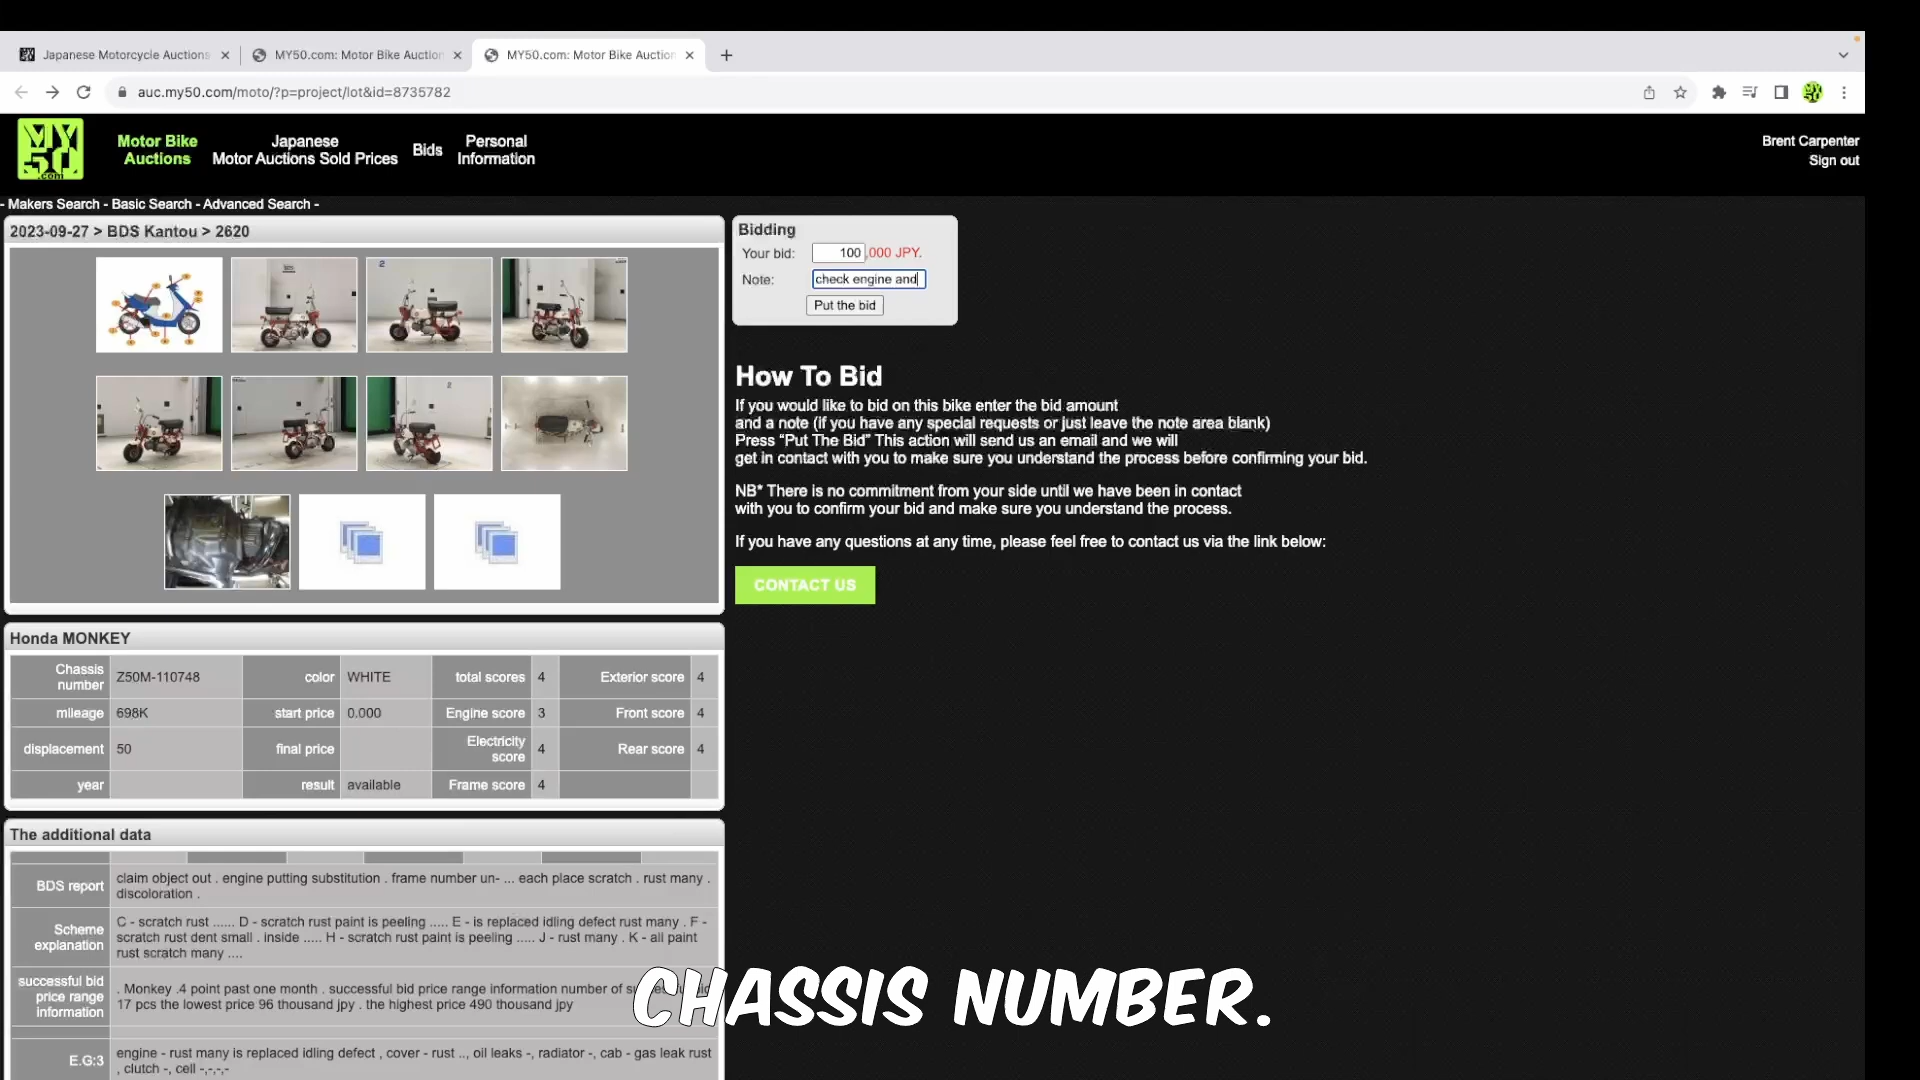 Japanese Motorcycle Auctions
MY50.com: Motor Bike Auction
MY50.com: Motor Bike Auction
auc.my50.com/moto/?p=project/lot&id=8735782
MY
50
.com
Motor Bike
Auctions
Japanese
Motor Auctions Sold Prices
Bids
Personal
Information
Brent Carpenter
Sign out
- Makers Search - Basic Search - Advanced Search -
2023-09-27 > BDS Kantou > 2620
Bidding
Your bid: 100 ,000 JPY.
Note: check engine and
Put the bid
How To Bid
If you would like to bid on this bike enter the bid amount
and a note (if you have any special requests or just leave the note area blank)
Press “Put The Bid” This action will send us an email and we will
get in contact with you to make sure you understand the process before confirming your bid.
NB* There is no commitment from your side until we have been in contact
with you to confirm your bid and make sure you understand the process.
If you have any questions at any time, please feel free to contact us via the link below:
CONTACT US
Honda MONKEY
Chassis number Z50M-110748 color WHITE total scores 4 Exterior score 4
mileage 698K start price 0.000 Engine score 3 Front score 4
displacement 50 final price Electricity score 4 Rear score 4
year result available Frame score 4
The additional data
BDS report claim object out . engine putting substitution . frame number un- ... each place scratch . rust many .
discoloration .
Scheme explanation C - scratch rust ...... D - scratch rust paint is peeling ..... E - is replaced idling defect rust many . F -
scratch rust dent small . inside ..... H - scratch rust paint is peeling ..... J - rust many . K - all paint
rust scratch many ....
successful bid price range information . Monkey .4 point past one month . successful bid price range information number of
17 pcs the lowest price 96 thousand jpy . the highest price 490 thousand jpy
E.G:3 engine - rust many is replaced idling defect , cover - rust .., oil leaks -, radiator -, cab - gas leak rust
, clutch -, cell -,-,-,-
CHASSIS NUMBER.